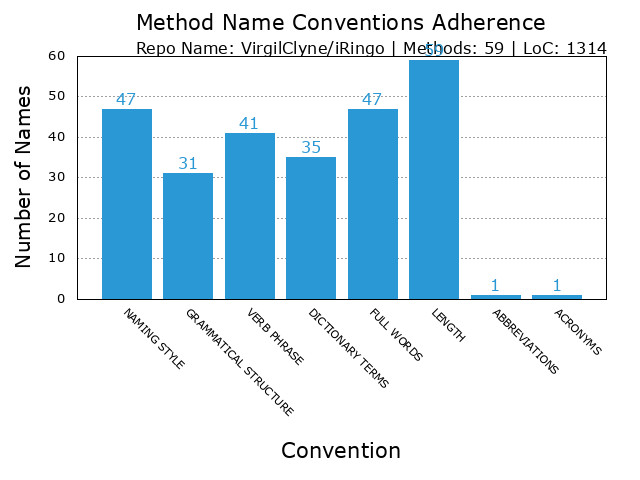 Method Name Conventions Adherence
Repo Name: VirgilClyne/iRingo | Methods: 59 | LoC: 1314
Number of Names
60
50
40
30
20
10
0
47
31
41
35
47
59
1
1
NAMING STYLE
GRAMMATICAL STRUCTURE
VERB PHRASE
DICTIONARY TERMS
FULL WORDS
LENGTH
ABBREVIATIONS
ACRONYMS
Convention